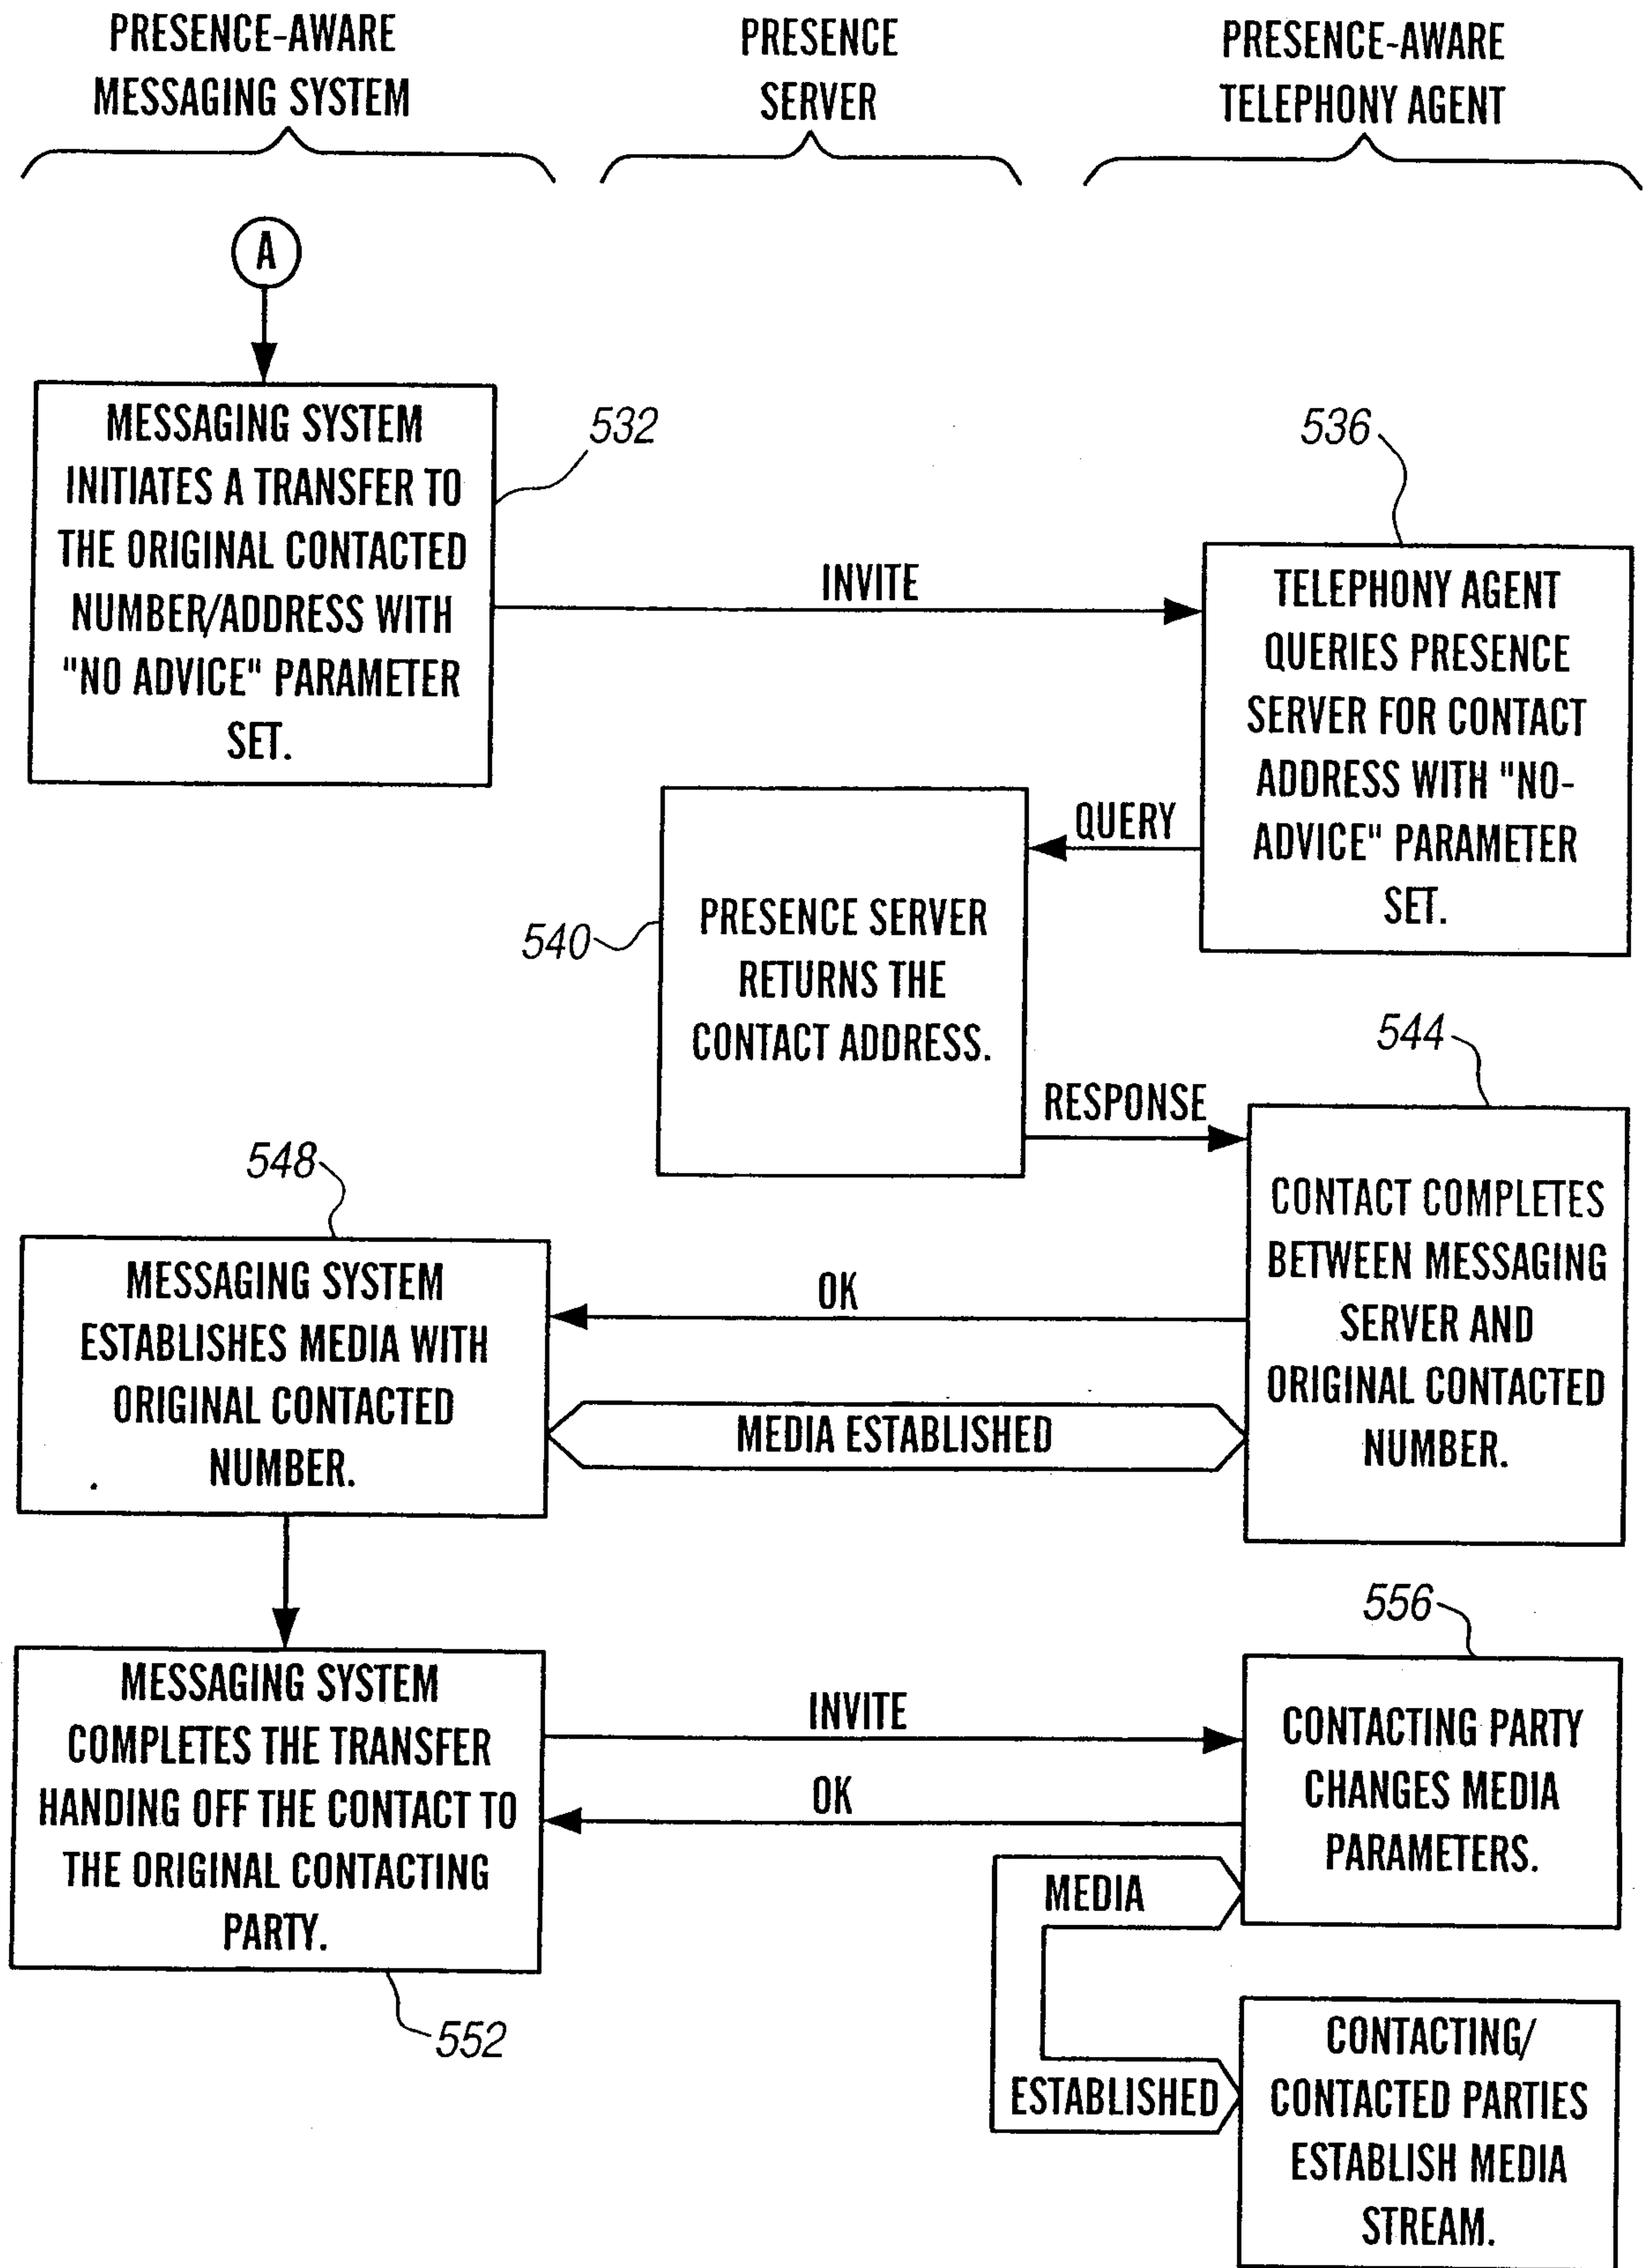 PRESENCE-AWARE
MESSAGING SYSTEM
PRESENCE
SERVER
PRESENCE-AWARE
TELEPHONY AGENT
A
MESSAGING SYSTEM
INITIATES A TRANSFER TO
THE ORIGINAL CONTACTED
NUMBER/ADDRESS WITH
"NO ADVICE" PARAMETER
SET.
532
INVITE
536
TELEPHONY AGENT
QUERIES PRESENCE
SERVER FOR CONTACT
ADDRESS WITH "NO-
ADVICE" PARAMETER
SET.
QUERY
540
PRESENCE SERVER
RETURNS THE
CONTACT ADDRESS.
RESPONSE
544
CONTACT COMPLETES
BETWEEN MESSAGING
SERVER AND
ORIGINAL CONTACTED
NUMBER.
548
MESSAGING SYSTEM
ESTABLISHES MEDIA WITH
ORIGINAL CONTACTED
NUMBER.
OK
MEDIA ESTABLISHED
MESSAGING SYSTEM
COMPLETES THE TRANSFER
HANDING OFF THE CONTACT TO
THE ORIGINAL CONTACTING
PARTY.
552
INVITE
OK
556
CONTACTING PARTY
CHANGES MEDIA
PARAMETERS.
MEDIA
ESTABLISHED
CONTACTING/
CONTACTED PARTIES
ESTABLISH MEDIA
STREAM.